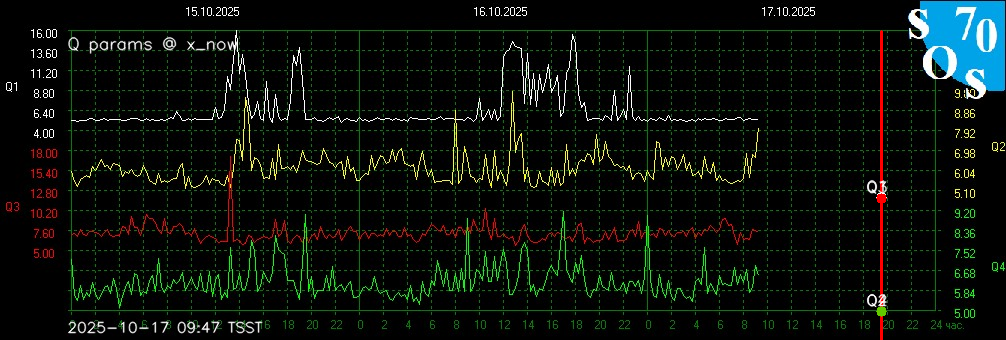 15.10.2025 16.10.2025 17.10.2025
S 70
O
S
Q params @ x_now
Q1
16.00
13.60
11.20
8.80
6.40
4.00
Q3
18.00
15.40
12.80
10.20
7.60
5.00
Q2
8.86
7.92
6.98
6.04
5.10
Q4
9.20
8.36
7.52
6.68
5.84
5.00
2025-10-17 09:47 TSST
18 20 22 0 2 4 6 8 10 12 14 16 18 20 22 0 2 4 6 8 10 12 14 16 18 20 22 24 час.